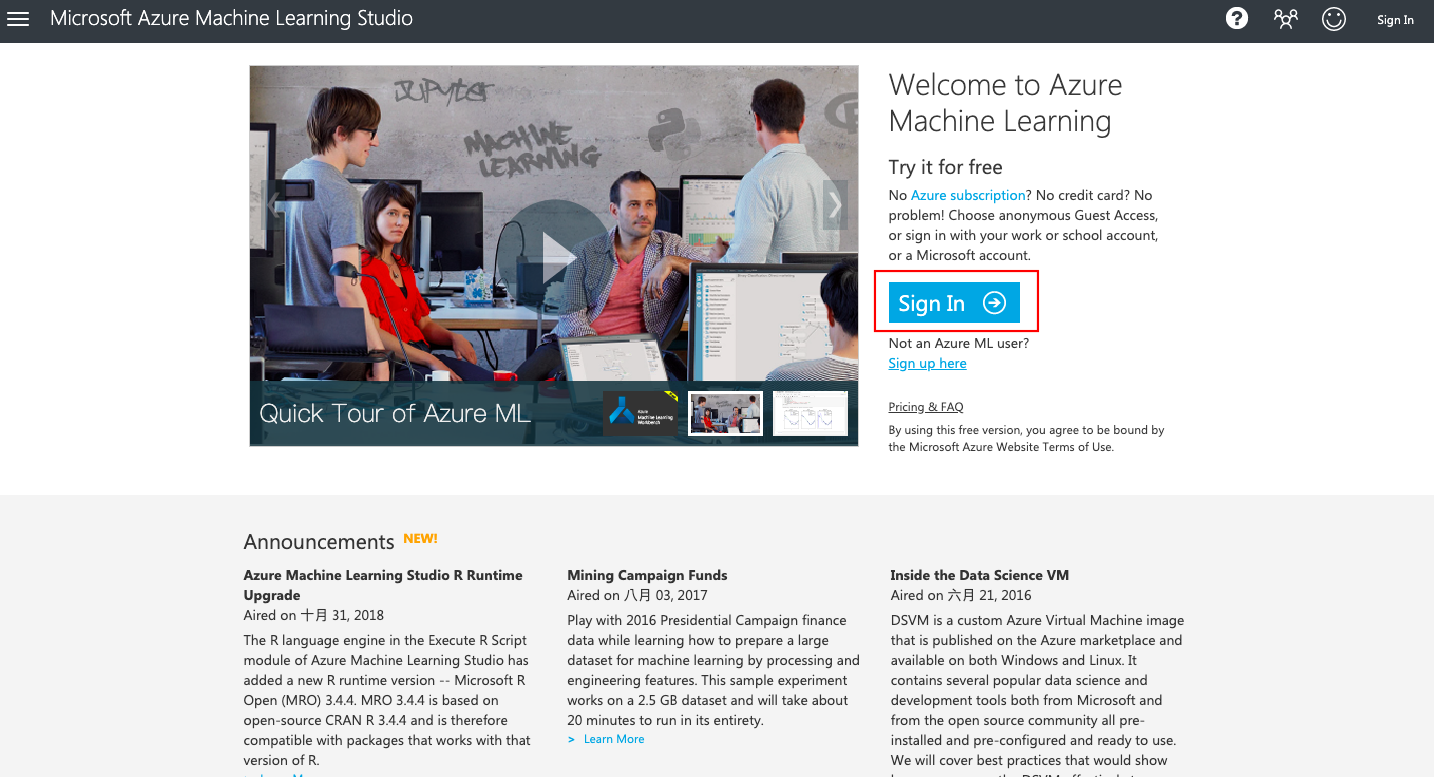 Microsoft Azure Machine Learning Studio
Sign In
JUPYTER
MACHINE
LEARNING
Quick Tour of Azure ML
Azure
Machine Learning
Workbench
Welcome to Azure
Machine Learning
Try it for free
No Azure subscription? No credit card? No
problem! Choose anonymous Guest Access,
or sign in with your work or school account,
or a Microsoft account.
Sign In
Not an Azure ML user?
Sign up here
Pricing & FAQ
By using this free version, you agree to be bound by
the Microsoft Azure Website Terms of Use.
Announcements NEW!
Azure Machine Learning Studio R Runtime
Upgrade
Aired on 十月 31, 2018
The R language engine in the Execute R Script
module of Azure Machine Learning Studio has
added a new R runtime version -- Microsoft R
Open (MRO) 3.4.4. MRO 3.4.4 is based on
open-source CRAN R 3.4.4 and is therefore
compatible with packages that works with that
version of R.
Mining Campaign Funds
Aired on 八月 03, 2017
Play with 2016 Presidential Campaign finance
data while learning how to prepare a large
dataset for machine learning by processing and
engineering features. This sample experiment
works on a 2.5 GB dataset and will take about
20 minutes to run in its entirety.
> Learn More
Inside the Data Science VM
Aired on 六月 21, 2016
DSVM is a custom Azure Virtual Machine image
that is published on the Azure marketplace and
available on both Windows and Linux. It
contains several popular data science and
development tools both from Microsoft and
from the open source community all pre-
installed and pre-configured and ready to use.
We will cover best practices that would show